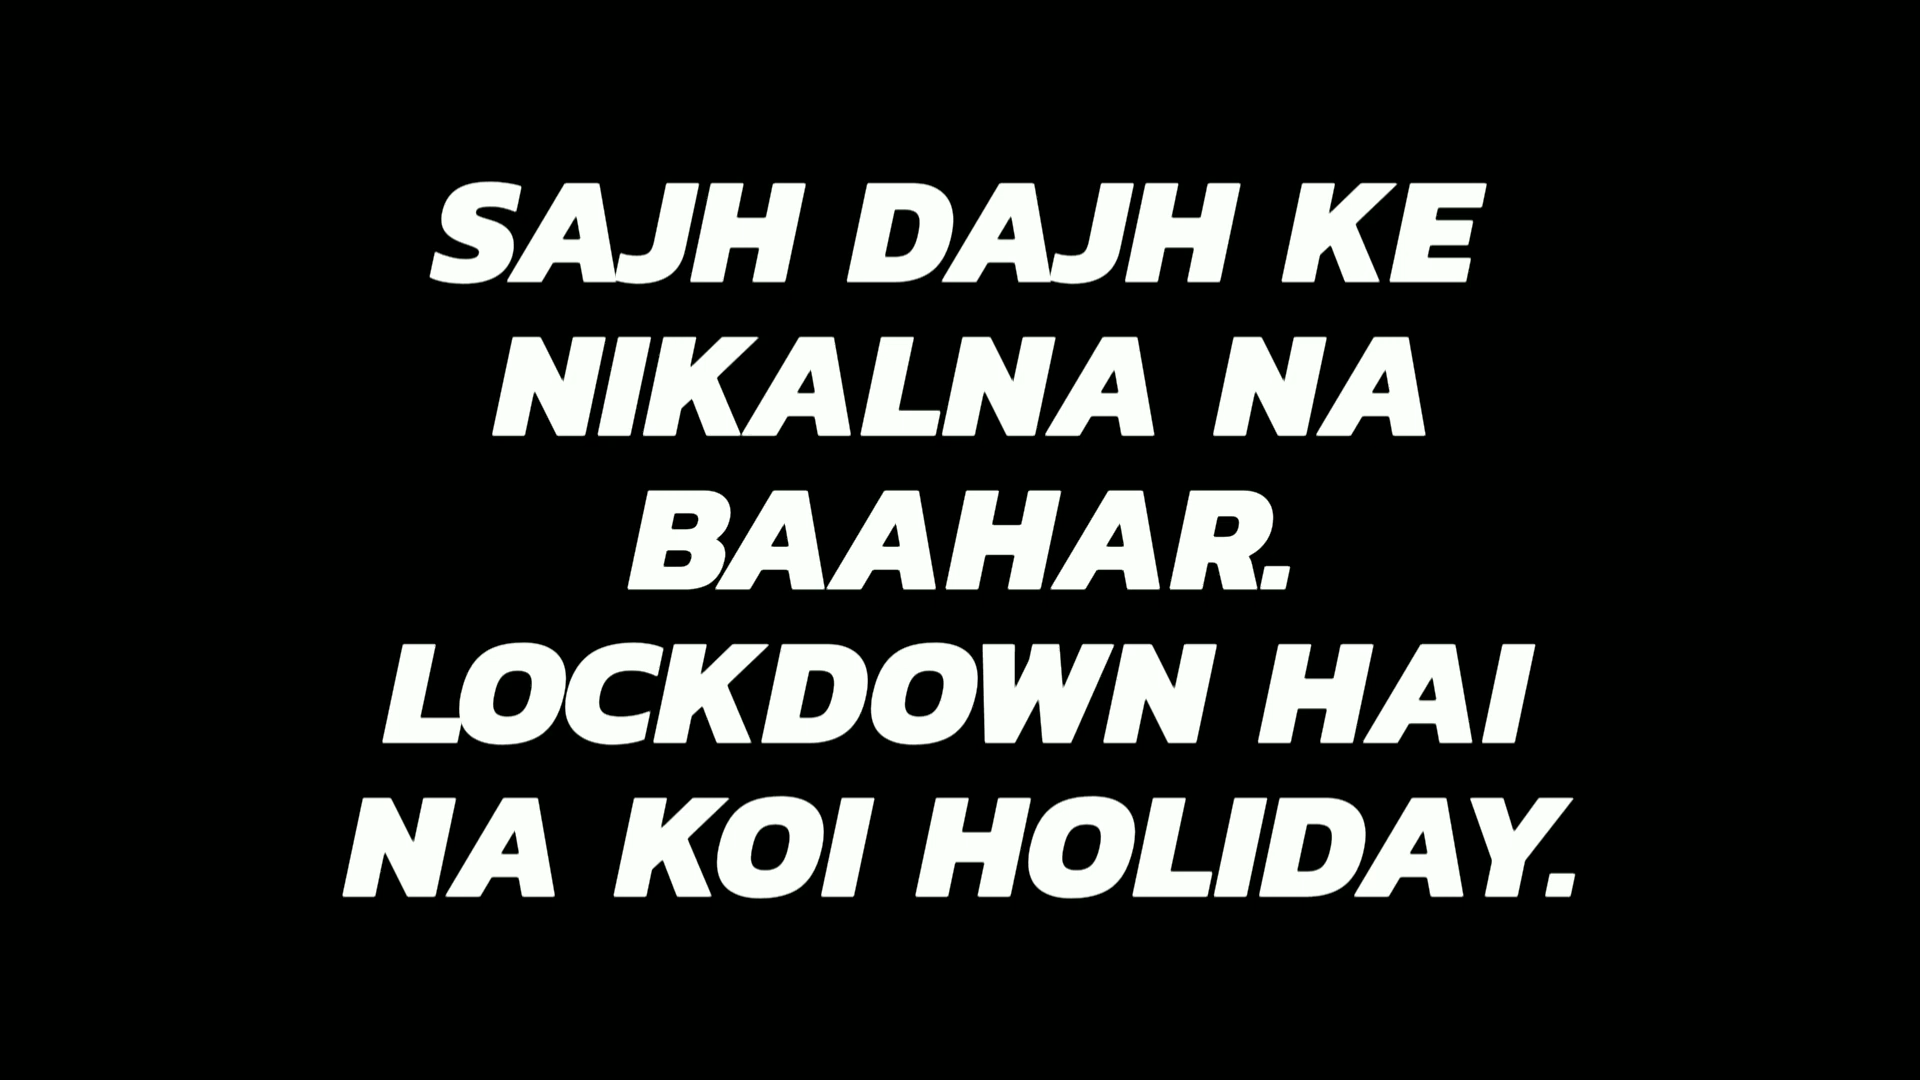 SAJH DAJH KE
NIKALNA NA
BAAHAR.
LOCKDOWN HAI
NA KOI HOLIDAY.